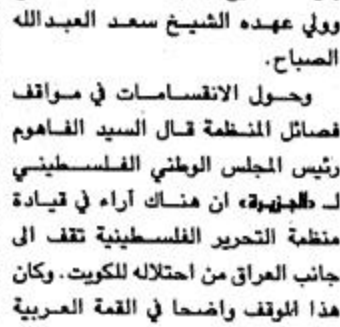 وولي عهده الشيخ سعد العبدالله
الصباح.
وحول الانقسامات في مواقف
فصائل المنظمة قال السيد الفاهوم
رئيس المجلس الوطني الفلسطيني
لـ «الجزيرة» ان هناك آراء في قيادة
منظمة التحرير الفلسطينية تقف الى
جانب العراق من احتلاله للكويت. وكان
هذا الموقف واضحا في القمة العربية